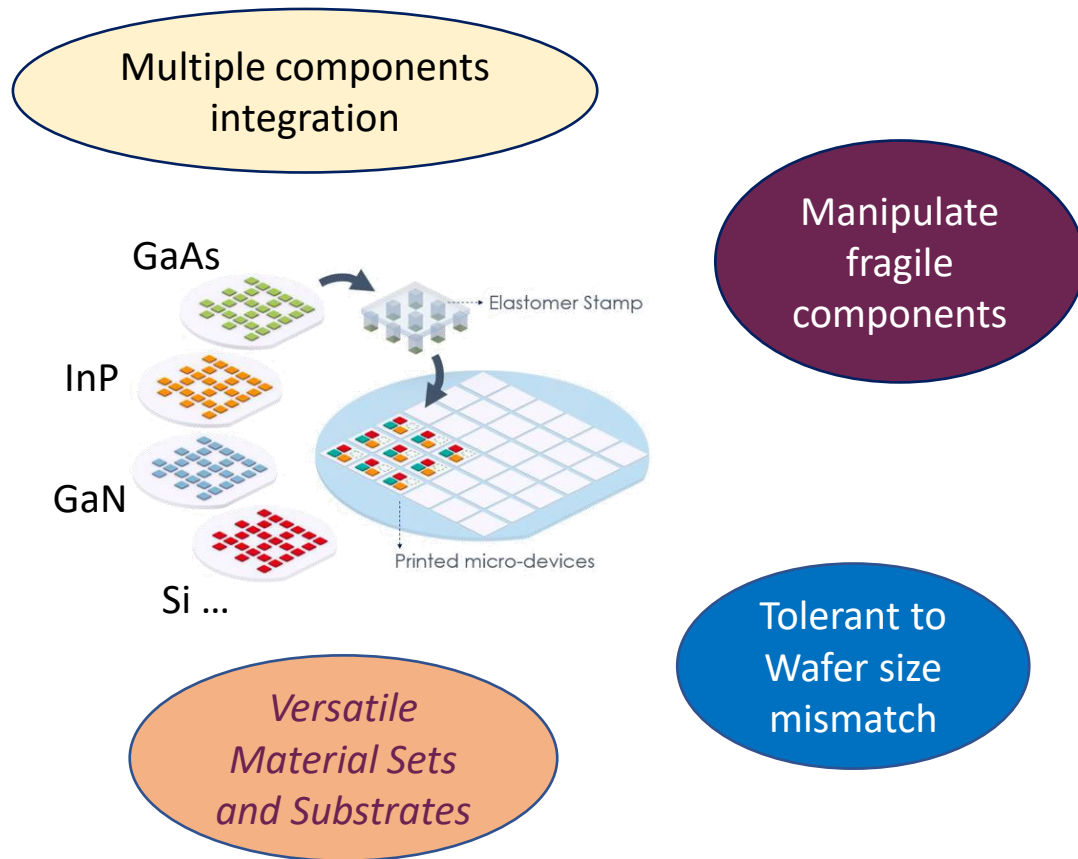 Multiple components
integration
Manipulate
fragile
components
GaAs
Elastomer Stamp
InP
GaN
Printed micro-devices
Si ...
Tolerant to
Wafer size
mismatch
Versatile
Material Sets
and Substrates